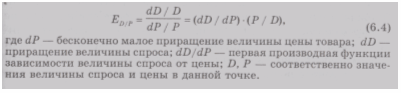 E_{D/P} = \frac{dD / D}{dP / P} = (dD / dP) · (P / D),
(6.4)
где dP — бесконечно малое приращение величины цены товара; dD —
приращение величины спроса; dD/dP — первая производная функции
зависимости величины спроса от цены; D, P — соответственно значе-
ния величины спроса и цены в данной точке.